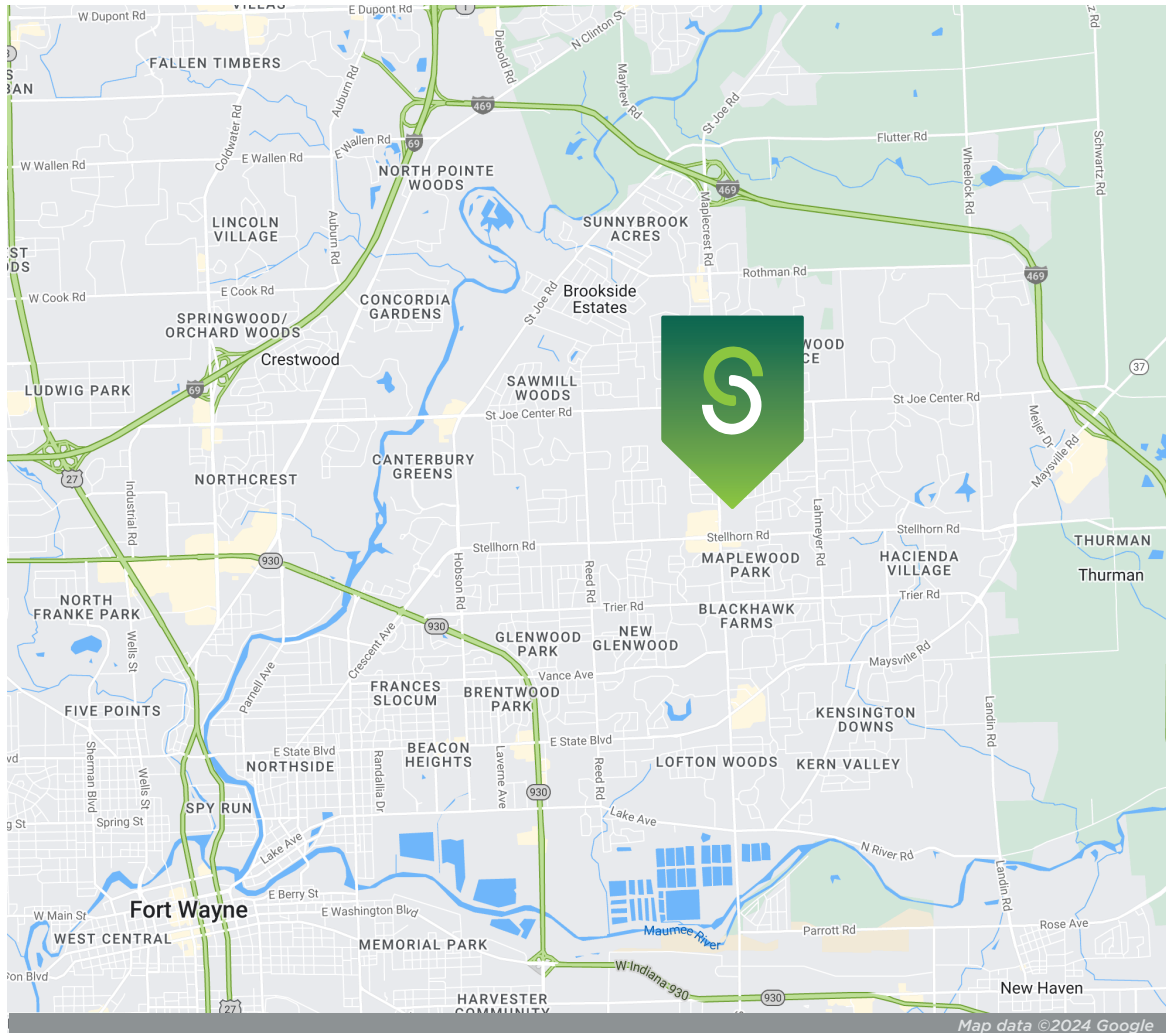 W Dupont Rd
E Dupont Rd
VILLAS
1
Diebold Rd
N Clinton St
Mayhew Rd
St Joe Rd
FALLEN TIMBERS
Auburn Rd
Coldwater Rd
469
E Wallen Rd
E Wallen Rd
W Wallen Rd
69
Flutter Rd
Wheelock Rd
Schwartz Rd
NORTH POINTE
WOODS
469
Maplecrest Rd
LINCOLN
VILLAGE
Auburn Rd
SUNNYBROOK
ACRES
W Cook Rd
E Cook Rd
Rothman Rd
469
CONCORDIA
GARDENS
St Joe Rd
Brookside
Estates
SPRINGWOOD/
ORCHARD WOODS
Crestwood
37
LUDWIG PARK
69
SAWMILL
WOODS
St Joe Center Rd
St Joe Center Rd
Meijer Dr
Maysville Rd
27
NORTHCREST
CANTERBURY
GREENS
Industrial Rd
Lahmeyer Rd
930
Stellhorn Rd
Stellhorn Rd
Stellhorn Rd
MAPLEWOOD
PARK
HACIENDA
VILLAGE
THURMAN
Thurman
Hobson Rd
Reed Rd
NORTH
FRANKE PARK
Wells St
930
Trier Rd
Trier Rd
BLACKHAWK
FARMS
Crescent Ave
GLENWOOD
PARK
NEW
GLENWOOD
Maysville Rd
Parnell Ave
Vance Ave
FRANCES
SLOCUM
BRENTWOOD
PARK
FIVE POINTS
KENSINGTON
DOWNS
Landin Rd
Sherman Blvd
Wells St
E State Blvd
E State Blvd
NORTHSIDE
Randallia Dr
BEACON
HEIGHTS
Laverne Ave
Reed Rd
LOFTON WOODS
KERN VALLEY
930
SPY RUN
Spring St
Lake Ave
Lake Ave
N River Rd
Landin Rd
E Berry St
W Main St
Fort Wayne
E Washington Blvd
WEST CENTRAL
MEMORIAL PARK
Maumee River
Parrott Rd
Rose Ave
W Indiana 930
930
New Haven
27
HARVESTER
COMMUNITY
Map data ©2024 Google